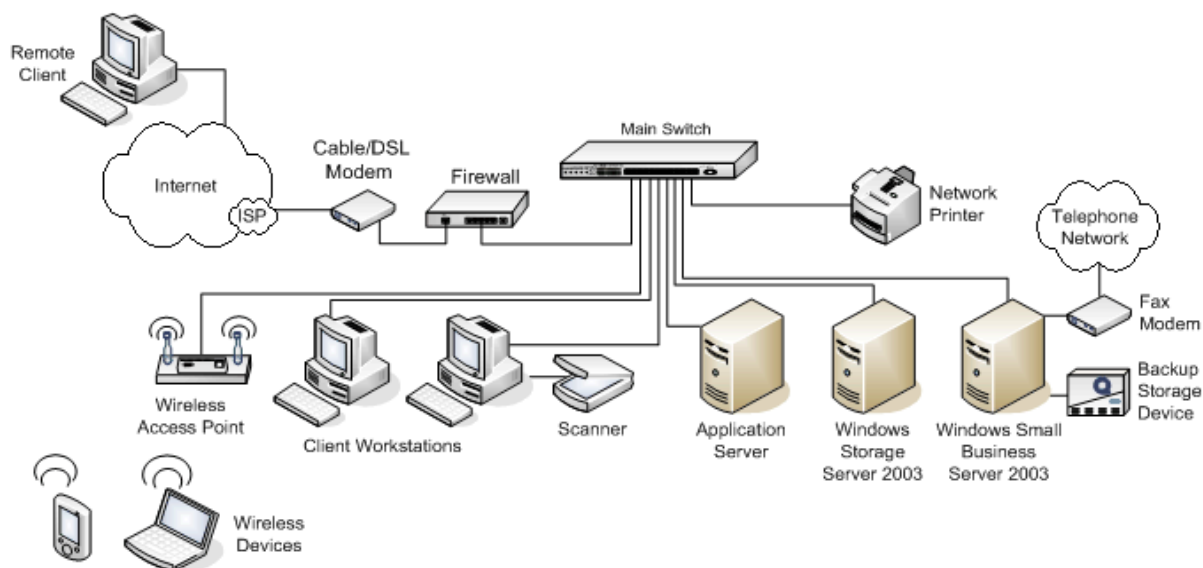 Remote
Client
Internet
ISP
Cable/DSL
Modem
Firewall
Main Switch
Network
Printer
Telephone
Network
Fax
Modem
Backup
Storage
Device
Wireless
Access Point
Client Workstations
Scanner
Application
Server
Windows
Storage
Server 2003
Windows Small
Business
Server 2003
Wireless
Devices